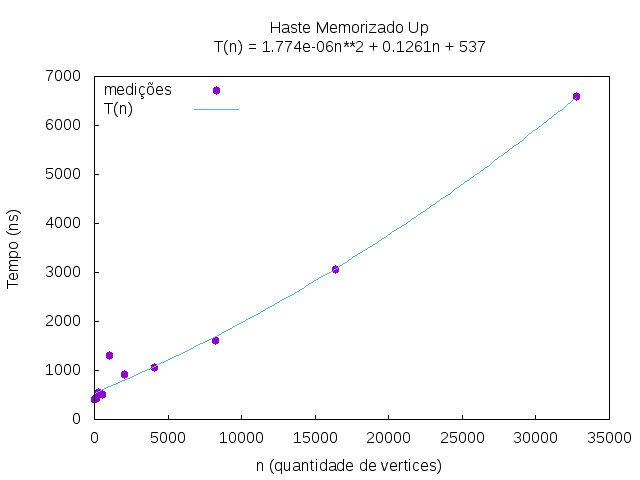 Haste Memorizado Up
T(n) = 1.774e-06n**2 + 0.1261n + 537
medições
T(n)
7000
6000
5000
4000
3000
2000
1000
0
Tempo (ns)
0 5000 10000 15000 20000 25000 30000 35000
n (quantidade de vertices)